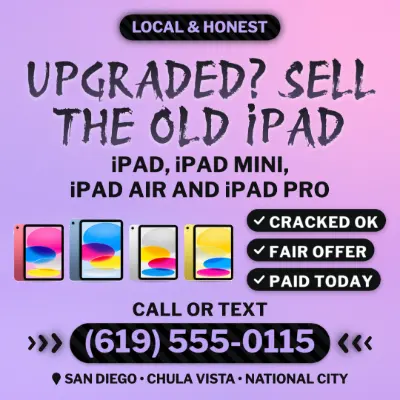 LOCAL & HONEST
UPGRADED? SELL
THE OLD iPAD
iPAD, iPAD MINI,
iPAD AIR AND iPAD PRO
✓ CRACKED OK
✓ FAIR OFFER
✓ PAID TODAY
CALL OR TEXT
(619) 555-0115
SAN DIEGO • CHULA VISTA • NATIONAL CITY